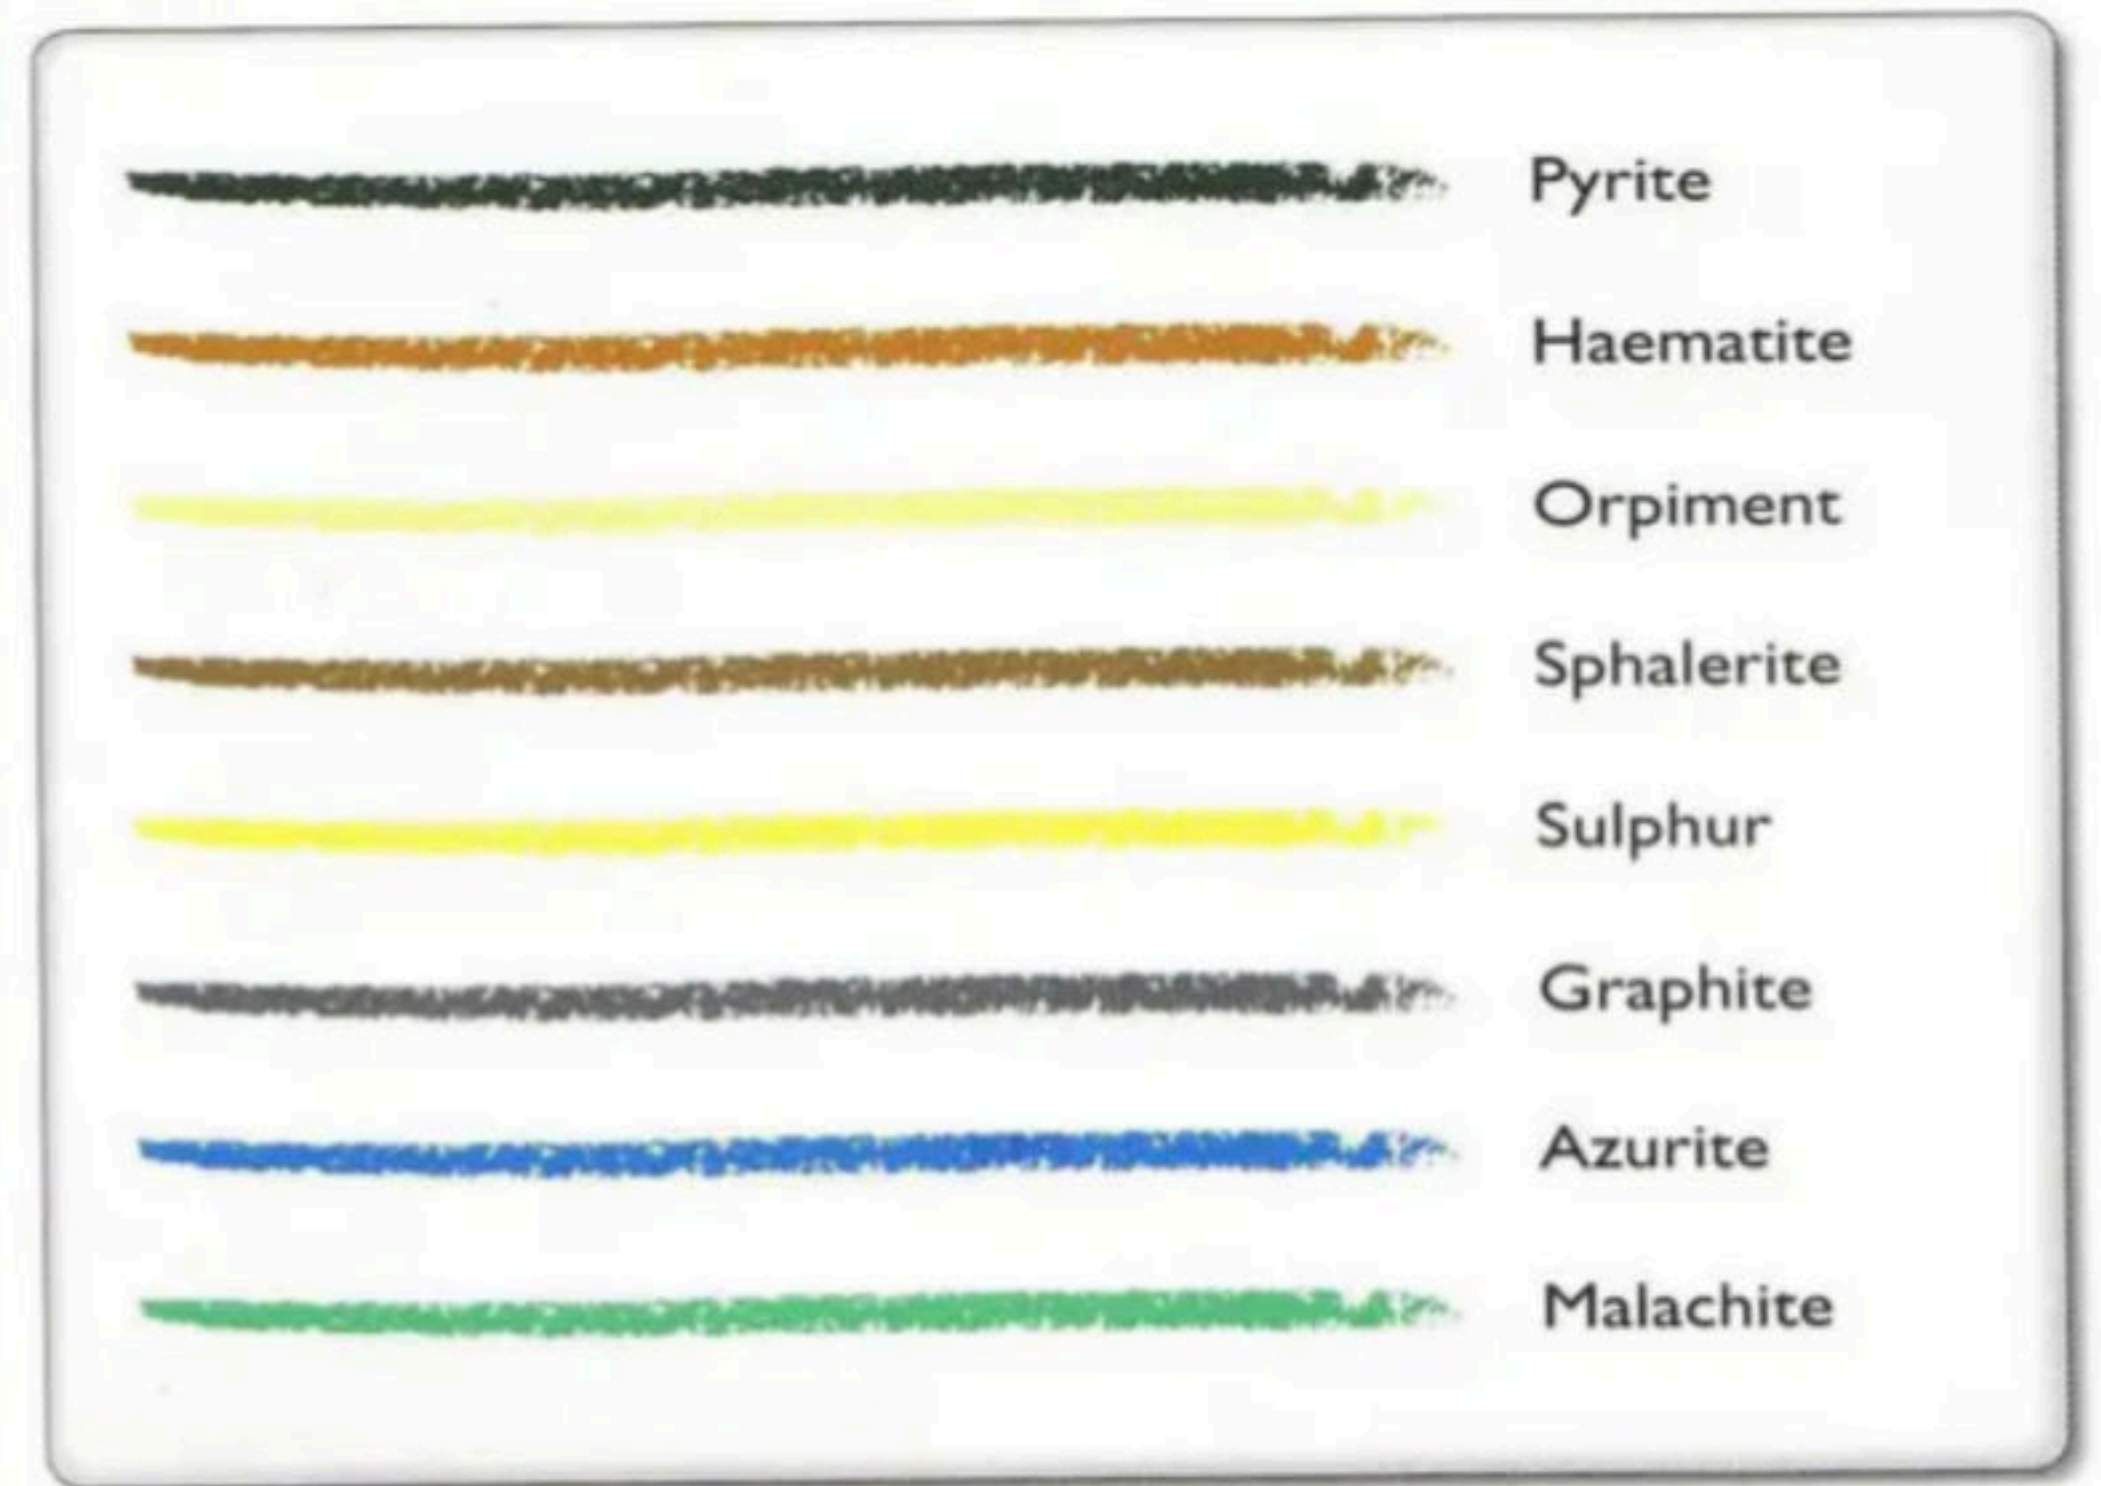 Pyrite
Haematite
Orpiment
Sphalerite
Sulphur
Graphite
Azurite
Malachite